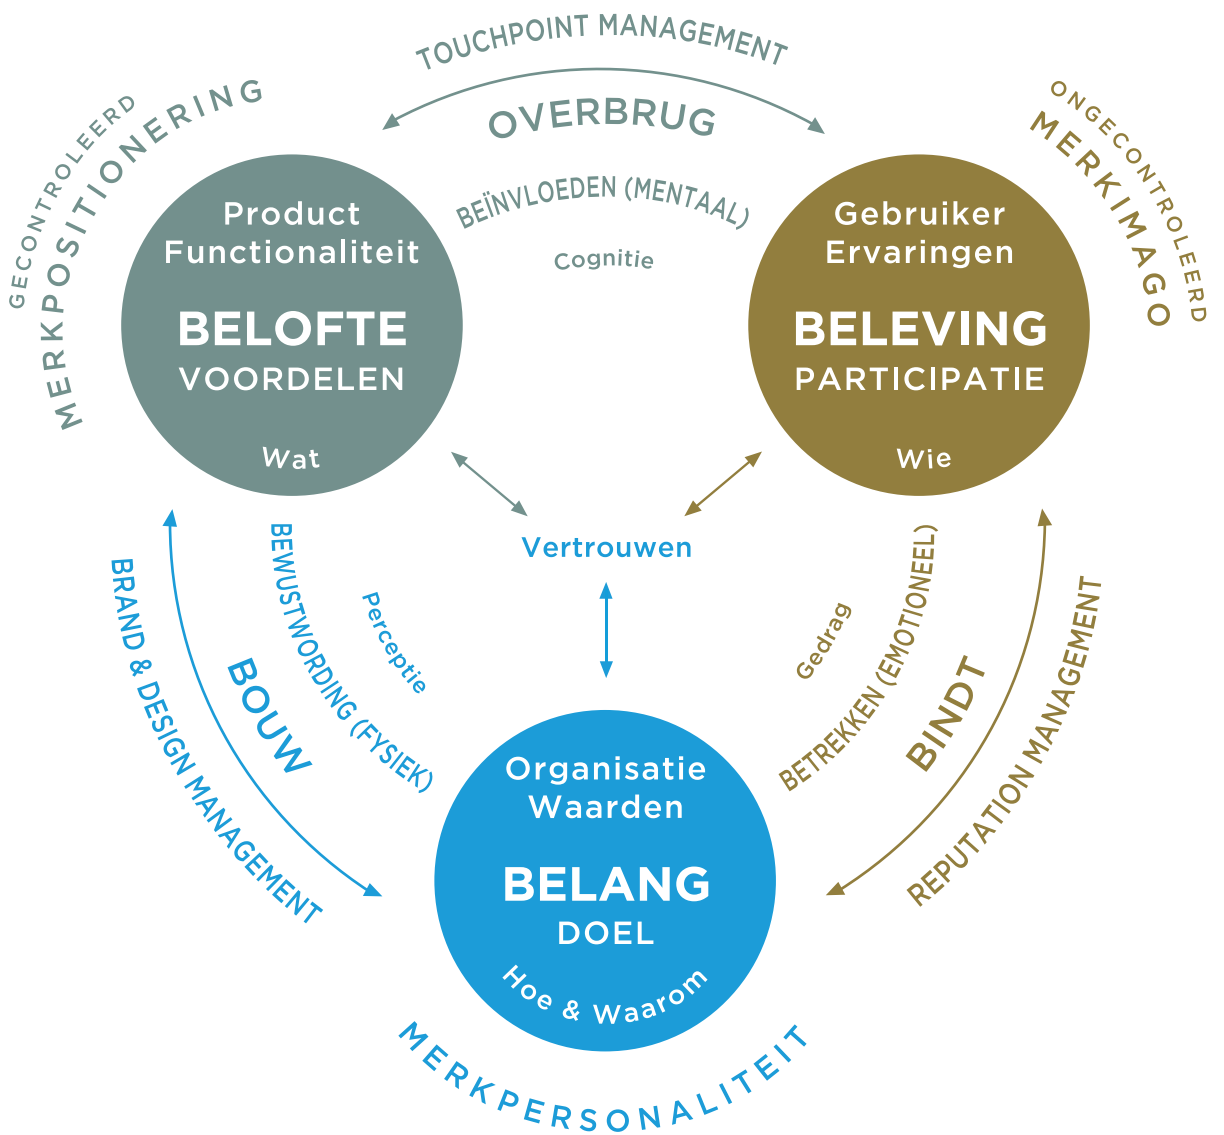 TOUCHPOINT MANAGEMENT
OVERBRUG
BEÏNVLOEDEN (MENTAAL)
Cognitie
GECONTROLEERD
MERKPOSITIONERING
Product
Functionaliteit
BELOFTE
VOORDELEN
Wat
ONGECONTROLEERD
MERKIMAGO
Gebruiker
Ervaringen
BELEVING
PARTICIPATIE
Wie
Vertrouwen
BRAND & DESIGN MANAGEMENT
BOUW
BEWUSTWORDING (FYSIEK)
Perceptie
Gedrag
BETREKKEN (EMOTIONEEL)
BINDT
REPUTATION MANAGEMENT
Organisatie
Waarden
BELANG
DOEL
Hoe & Waarom
MERKPERSONALITEIT